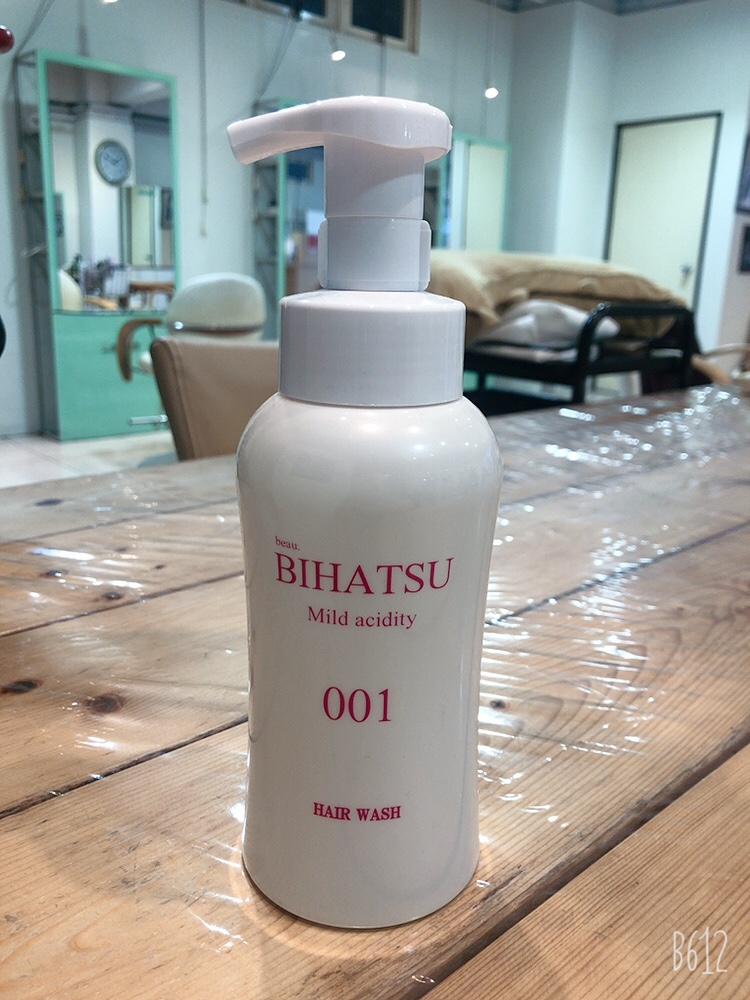 beau.
BIHATSU
Mild acidity
001
HAIR WASH
B612